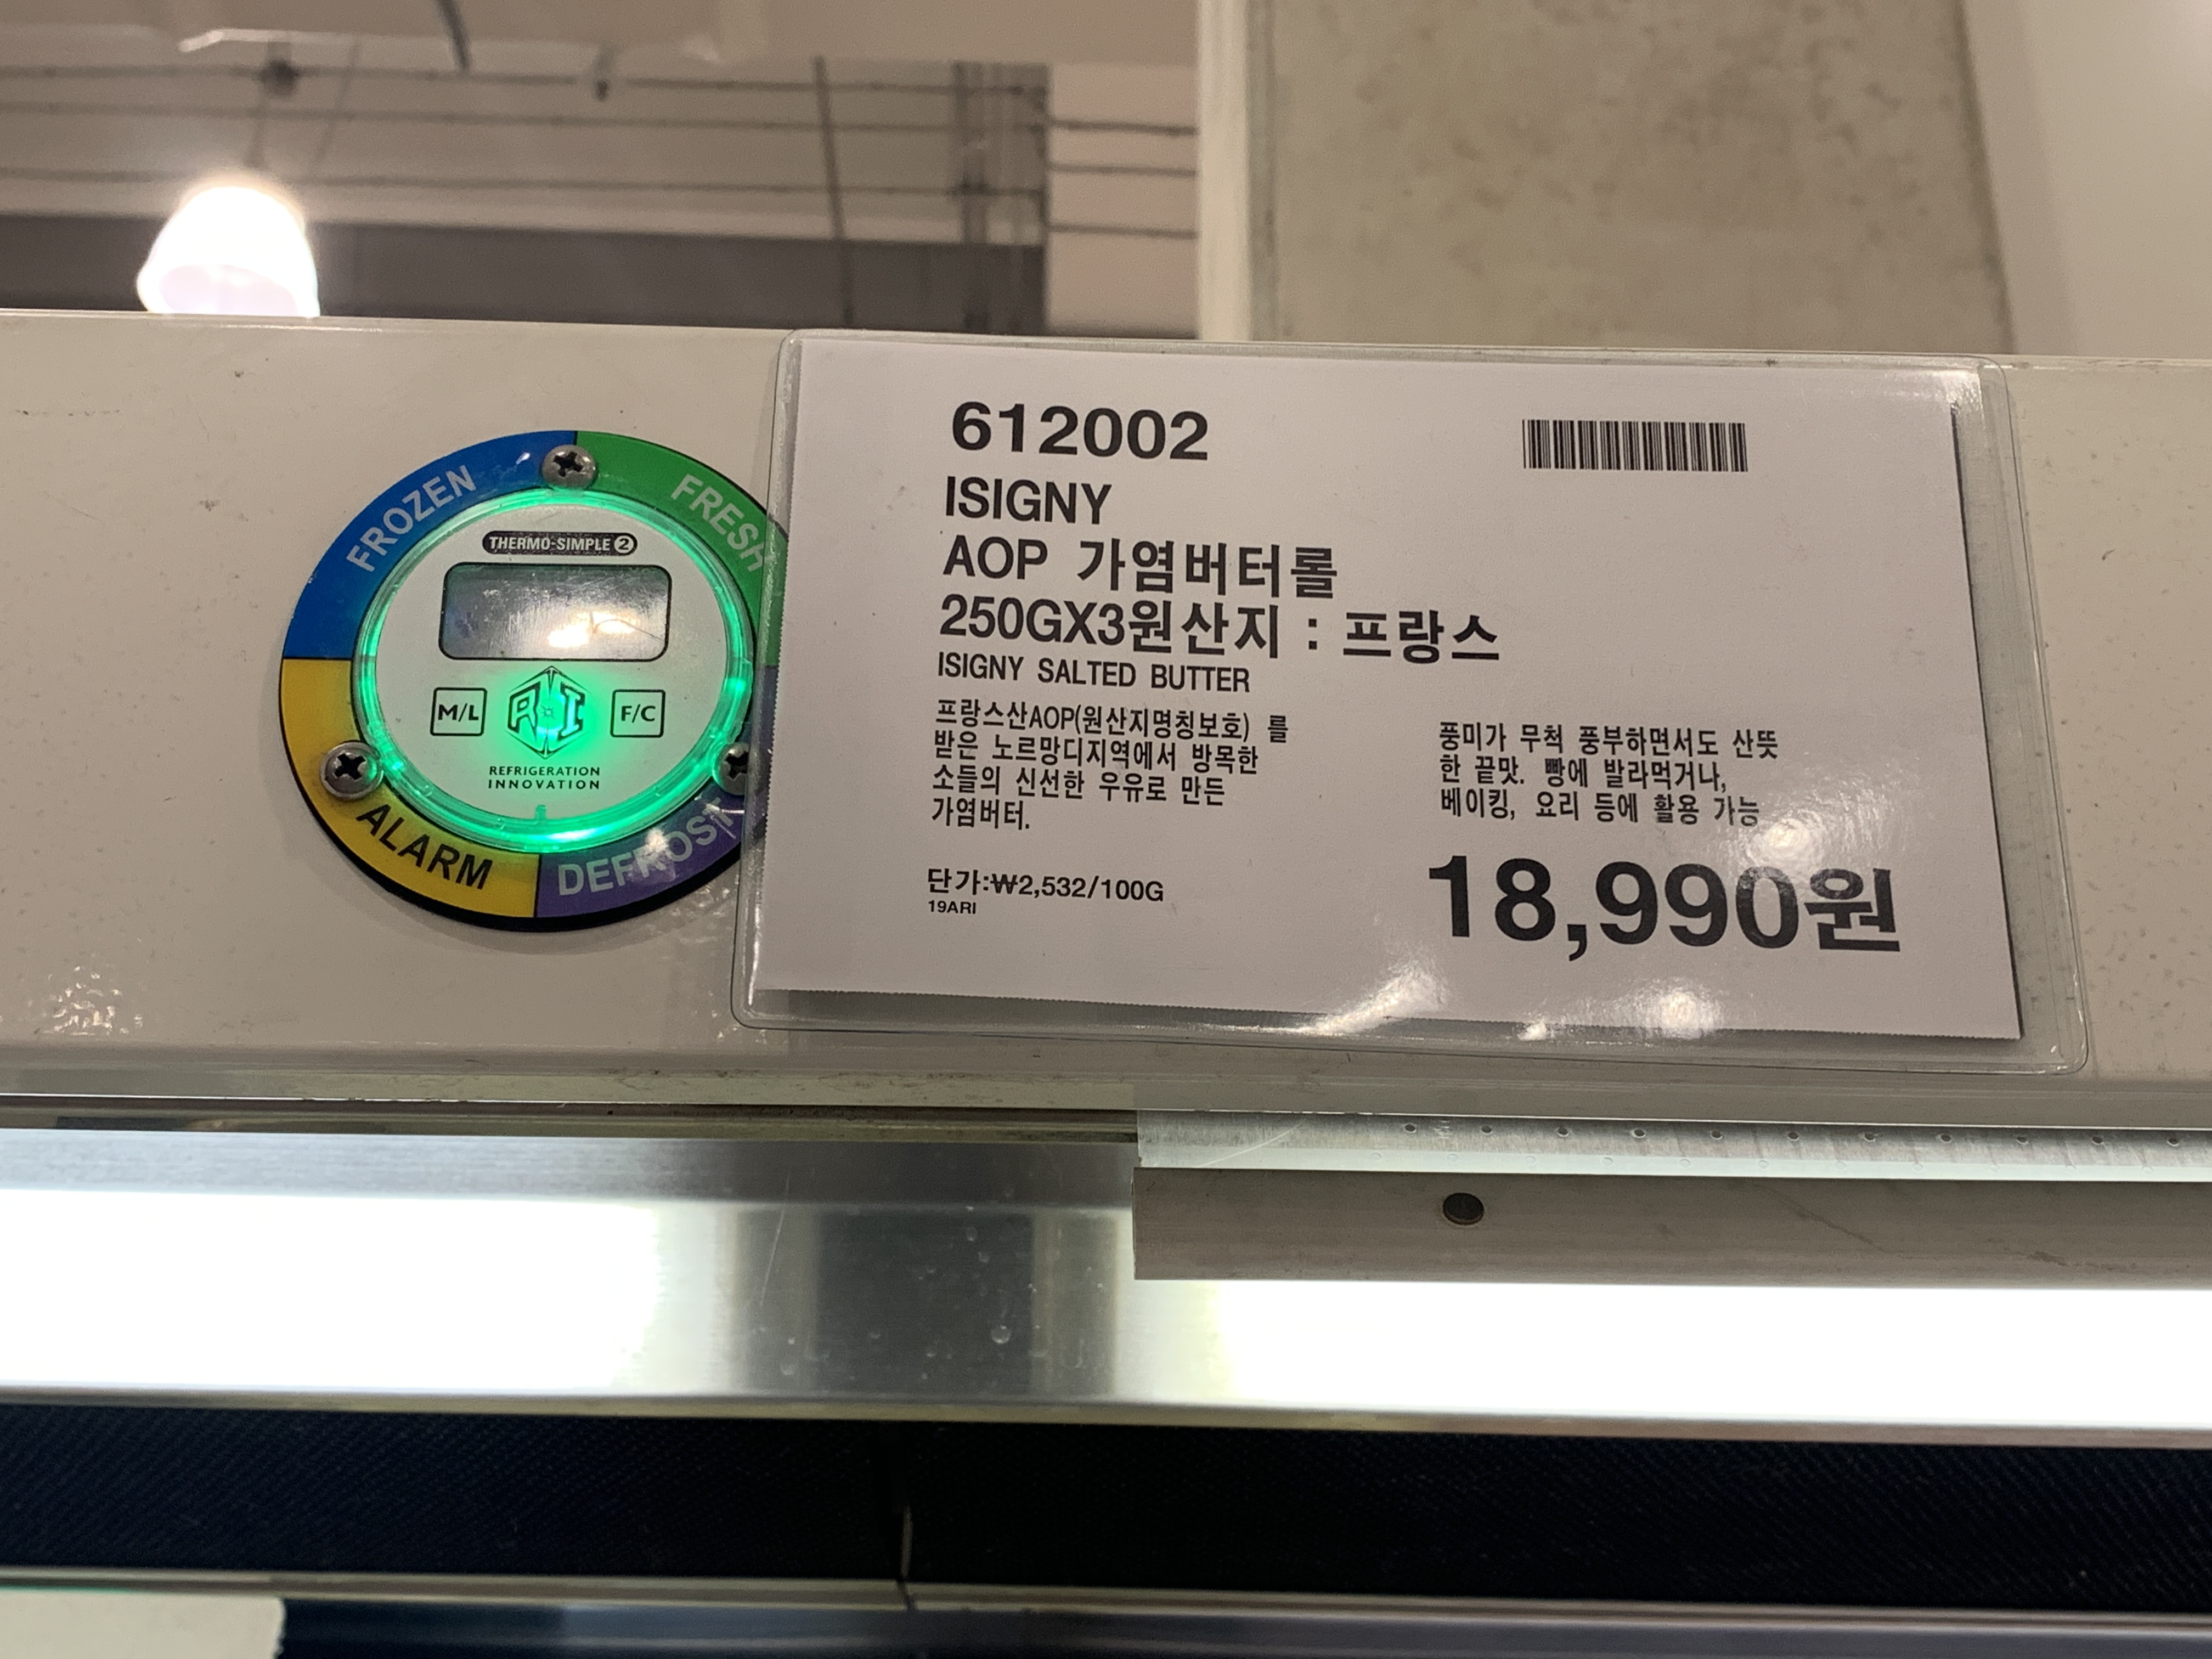 FROZEN
FRESH
THERMO-SIMPLE 2
M/L
RI
F/C
REFRIGERATION
INNOVATION
ALARM
DEFROST
612002
ISIGNY
AOP 가염버터롤
250GX3원산지 : 프랑스
ISIGNY SALTED BUTTER
프랑스산AOP(원산지명칭보호) 를
받은 노르망디지역에서 방목한
소들의 신선한 우유로 만든
가염버터.
풍미가 무척 풍부하면서도 산뜻
한 끝맛. 빵에 발라먹거나,
베이킹, 요리 등에 활용 가능
단가:₩2,532/100G
19ARI
18,990원